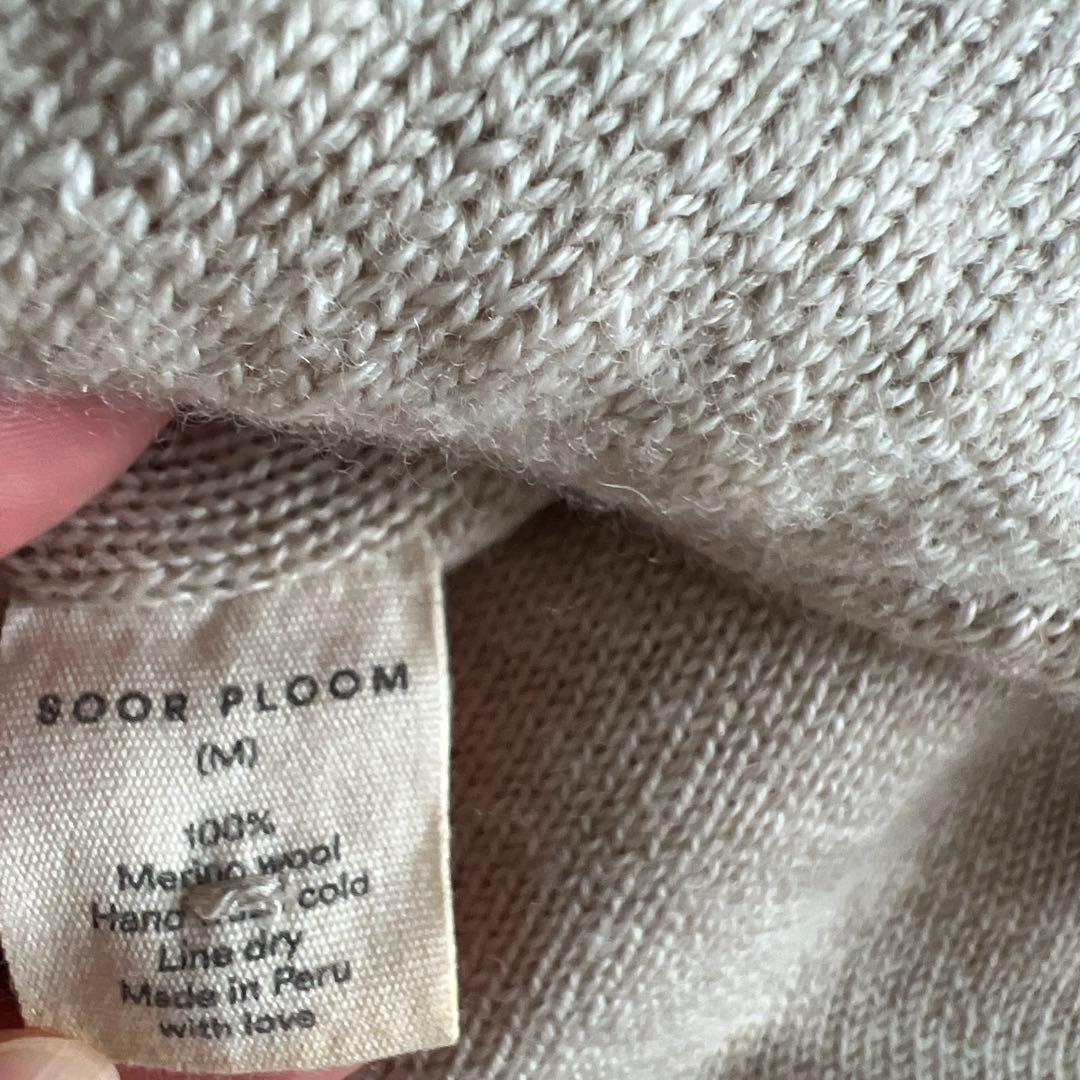 SOOR PLOOM
(M)
100%
Merino wool
Hand cold
Line dry
Made in Peru
with love